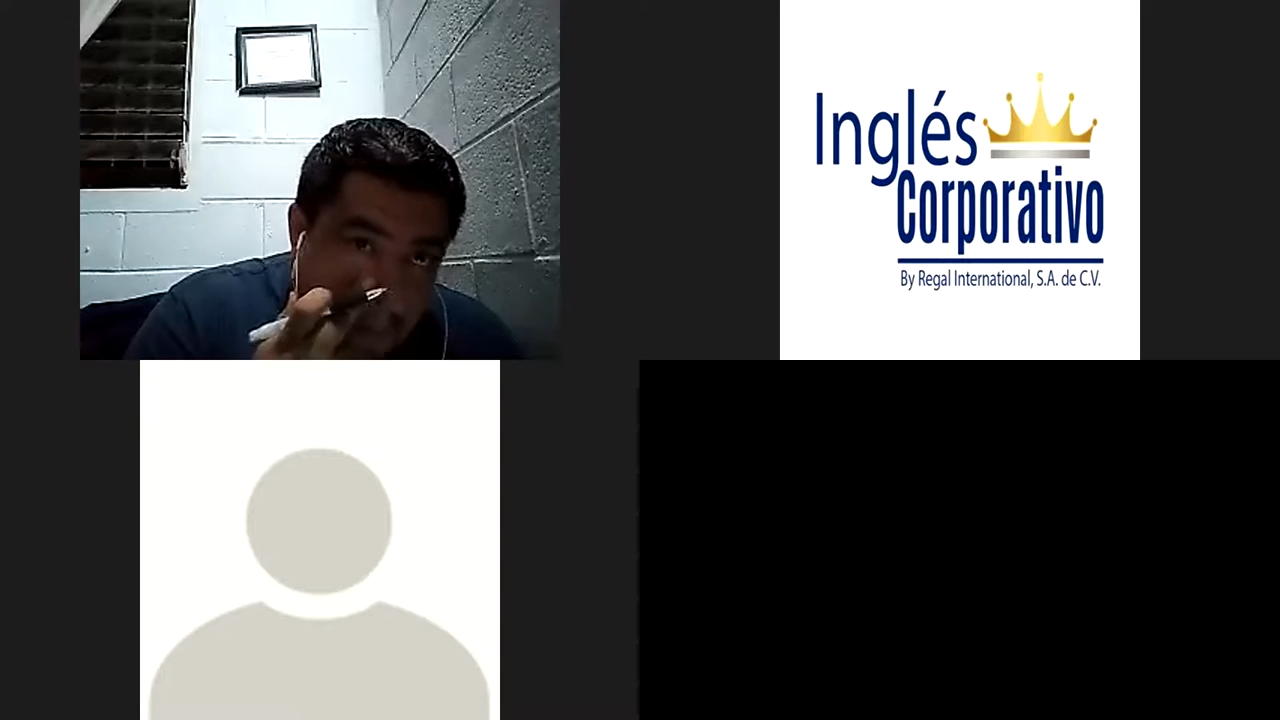 Inglés
Corporativo
By Regal International, S.A. de C.V.